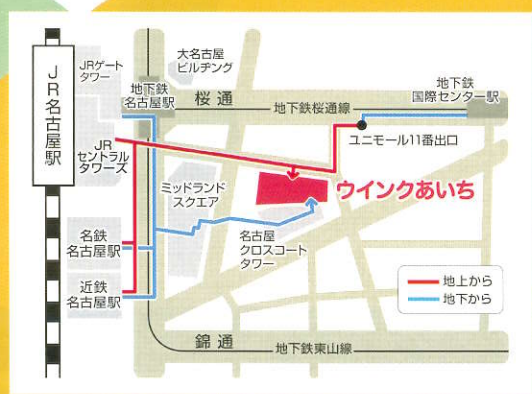 JR名古屋駅
JRゲート
タワー
大名古屋
ビルヂング
地下鉄
名古屋駅
桜通
地下鉄桜通線
地下鉄
国際センター駅
ユニモール11番出口
JR
セントラル
タワーズ
ミッドランド
スクエア
ウインクあいち
名鉄
名古屋駅
名古屋
クロスコート
タワー
近鉄
名古屋駅
地上から
地下から
錦通
地下鉄東山線